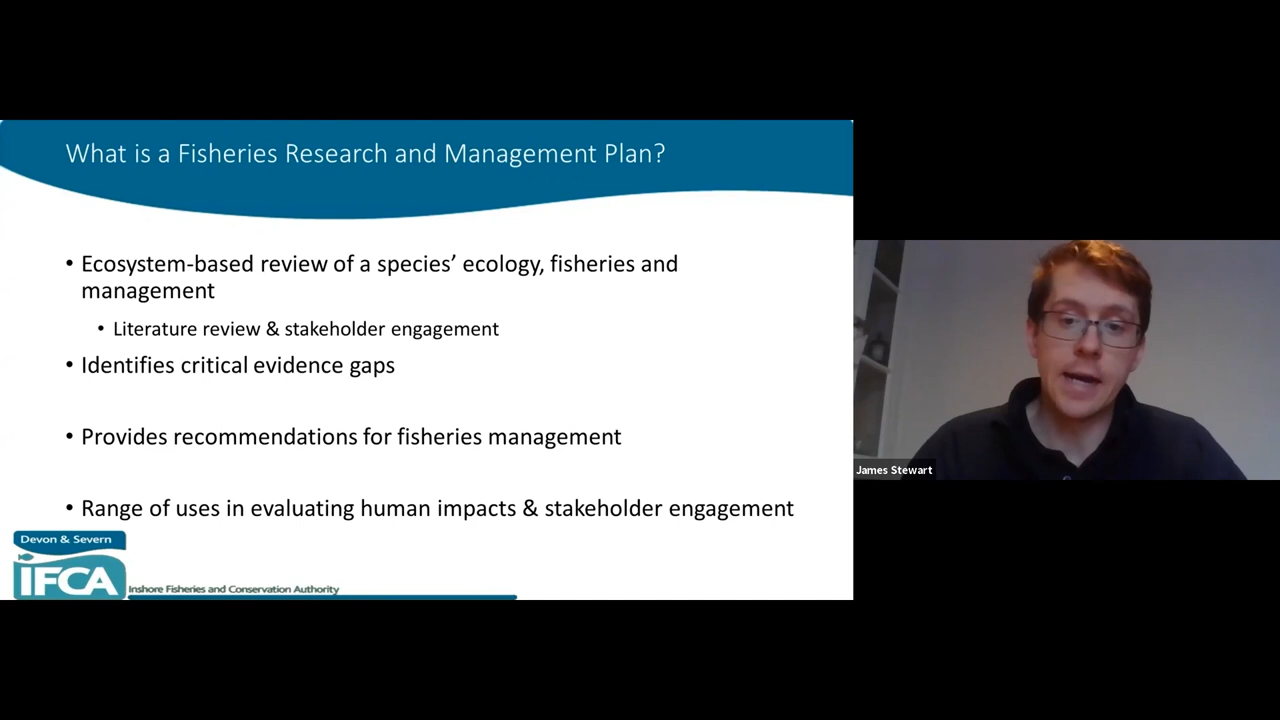 What is a Fisheries Research and Management Plan?
• Ecosystem-based review of a species’ ecology, fisheries and
management
• Literature review & stakeholder engagement
• Identifies critical evidence gaps
• Provides recommendations for fisheries management
• Range of uses in evaluating human impacts & stakeholder engagement
Devon & Severn
IFCA
Inshore Fisheries and Conservation Authority
James Stewart